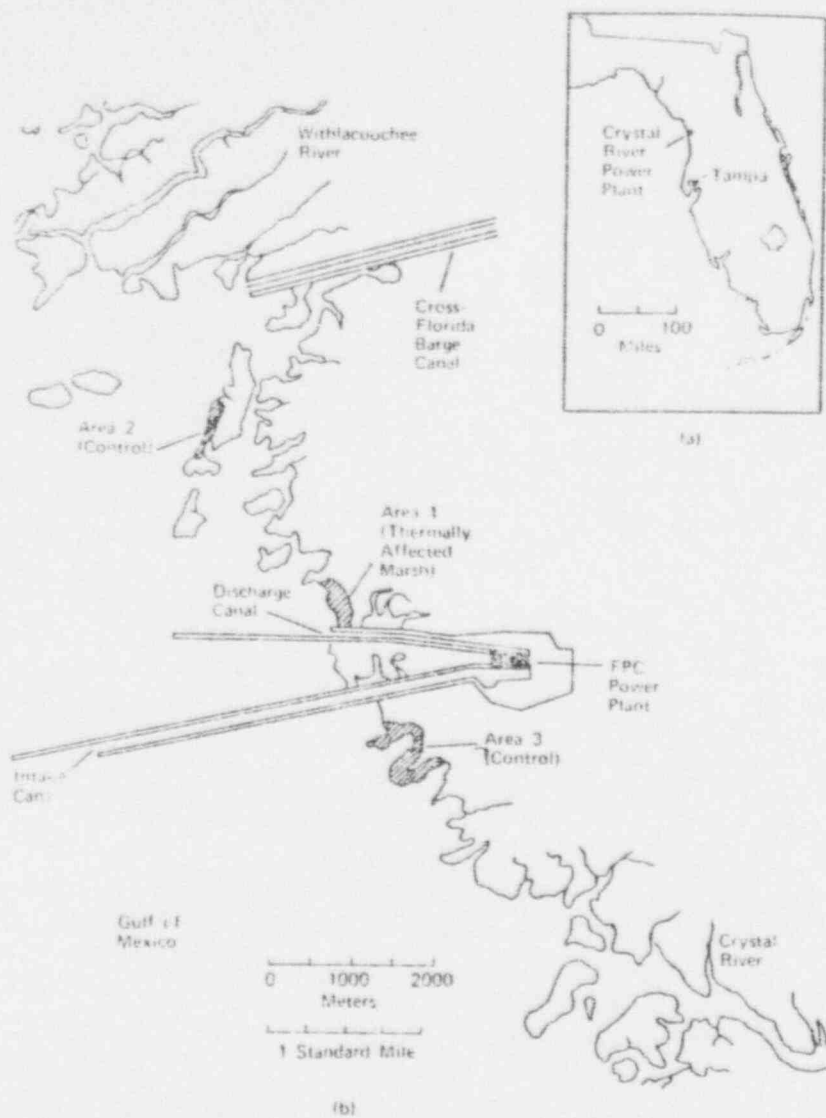 Withlacoochee
River
Crystal
River
Power
Plant
Tampa
0 100
Miles
(a)
Cross-
Florida
Barge
Canal
Area 2
(Control)
Area 1
(Thermally
Affected
Marsh)
Discharge
Canal
FPC
Power
Plant
Area 3
(Control)
Intake
Gulf of
Mexico
0 1000 2000
Meters
1 Standard Mile
Crystal
River
(b)